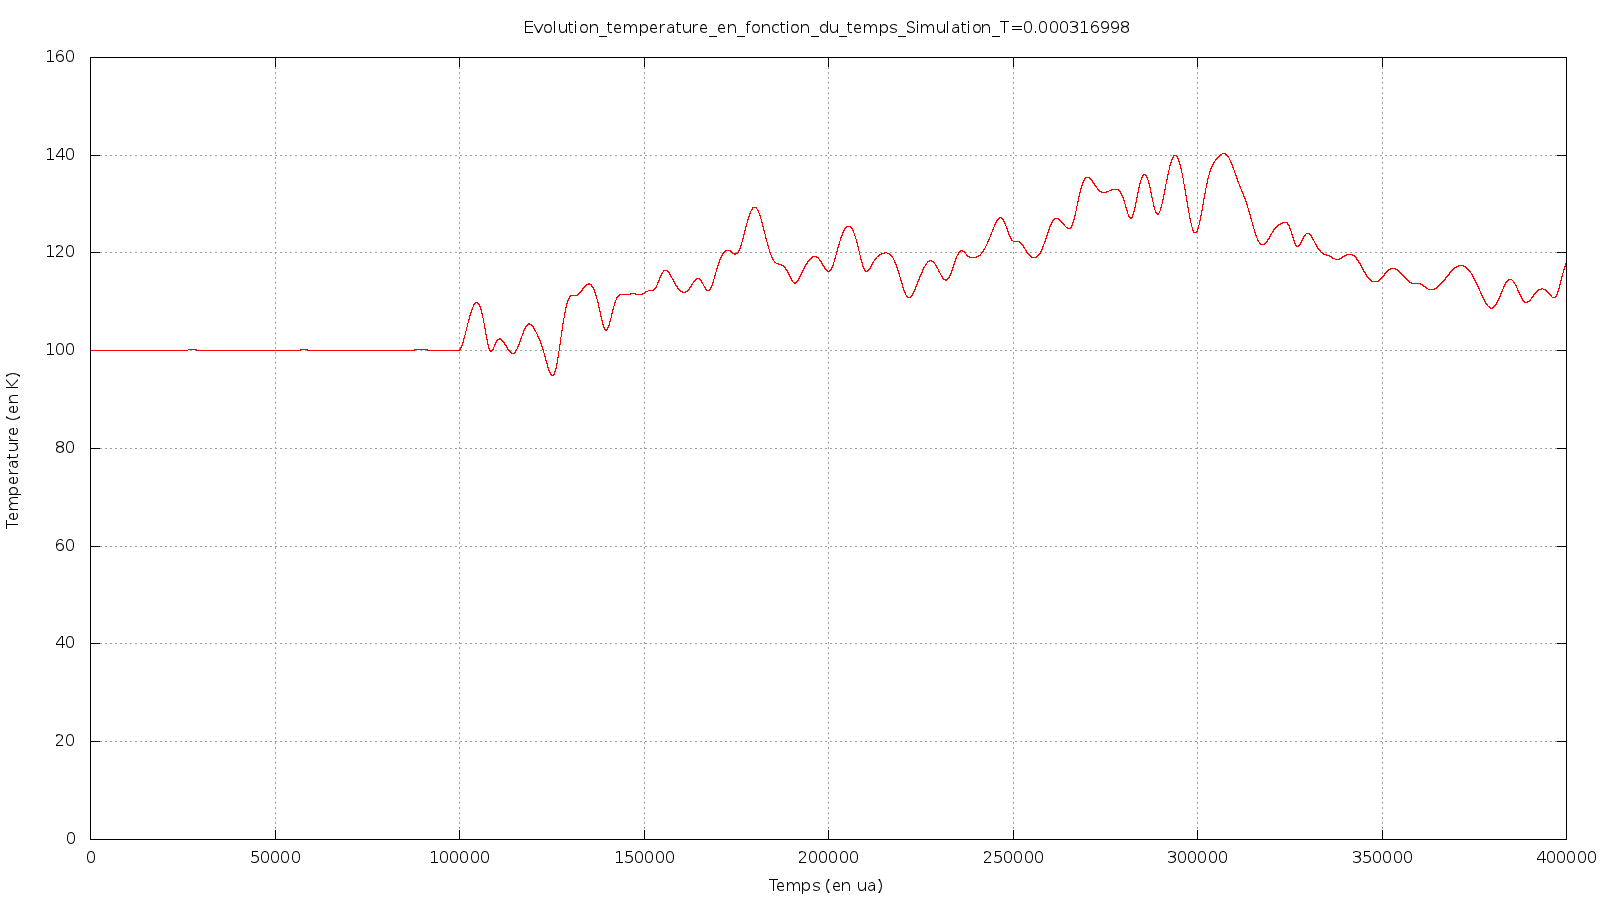 Evolution_temperature_en_fonction_du_temps_Simulation_T=0.000316998
160
140
120
100
80
60
40
20
0
Temperature (en K)
0 50000 100000 150000 200000 250000 300000 350000 400000
Temps (en ua)